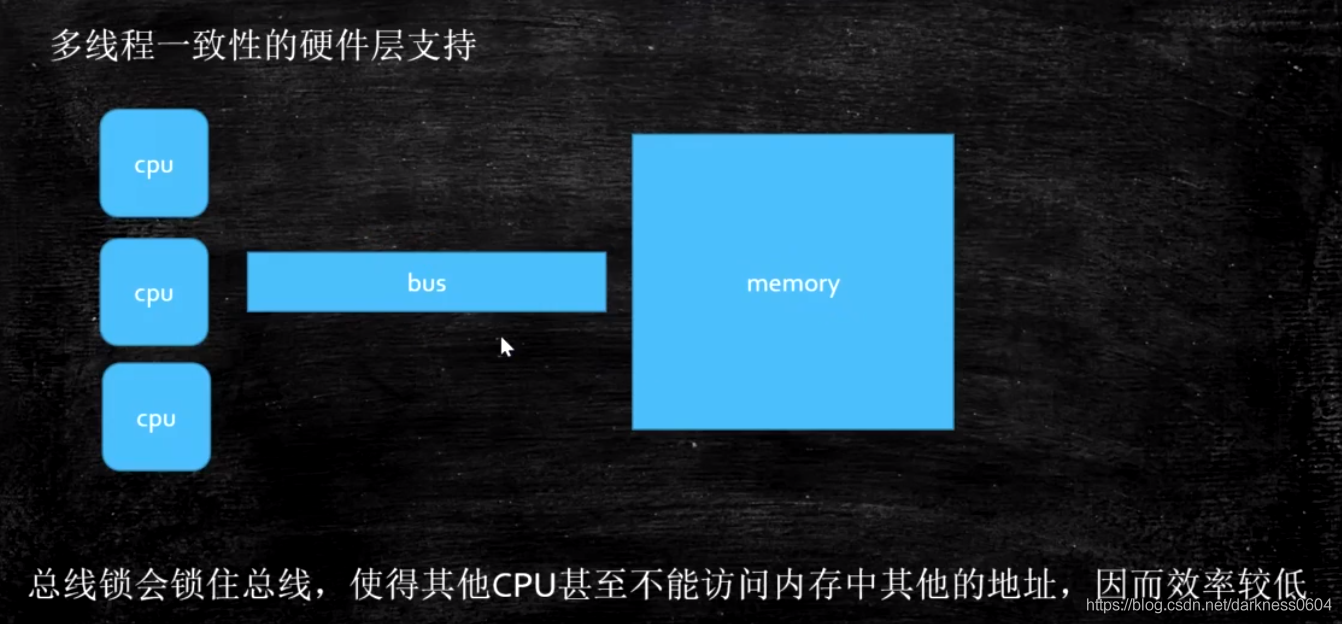 多线程一致性的硬件层支持
cpu
cpu
bus
memory
cpu
总线锁会锁住总线，使得其他CPU甚至不能访问内存中其他的地址，因而效率较低
https://blog.csdn.net/darkness0604